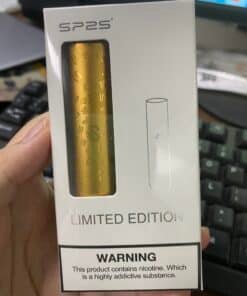 SP2S
LIMITED EDITION
WARNING
This product contains nicotine. Which
is a highly addictive substance.